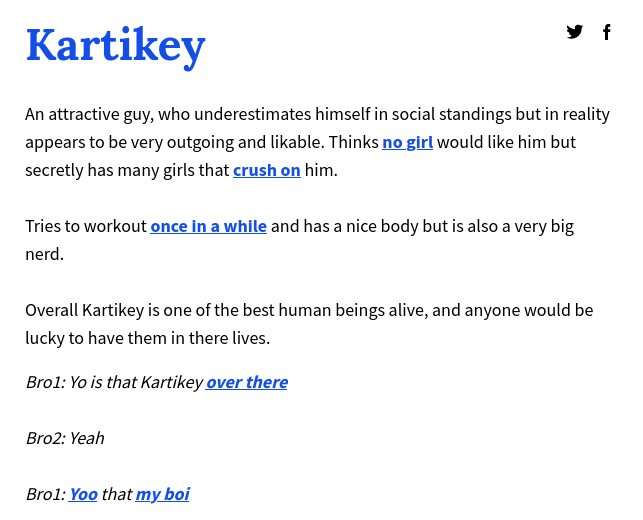 Kartikey
An attractive guy, who underestimates himself in social standings but in reality
appears to be very outgoing and likable. Thinks no girl would like him but
secretly has many girls that crush on him.
Tries to workout once in a while and has a nice body but is also a very big
nerd.
Overall Kartikey is one of the best human beings alive, and anyone would be
lucky to have them in there lives.
Bro1: Yo is that Kartikey over there
Bro2: Yeah
Bro1: Yoo that my boi